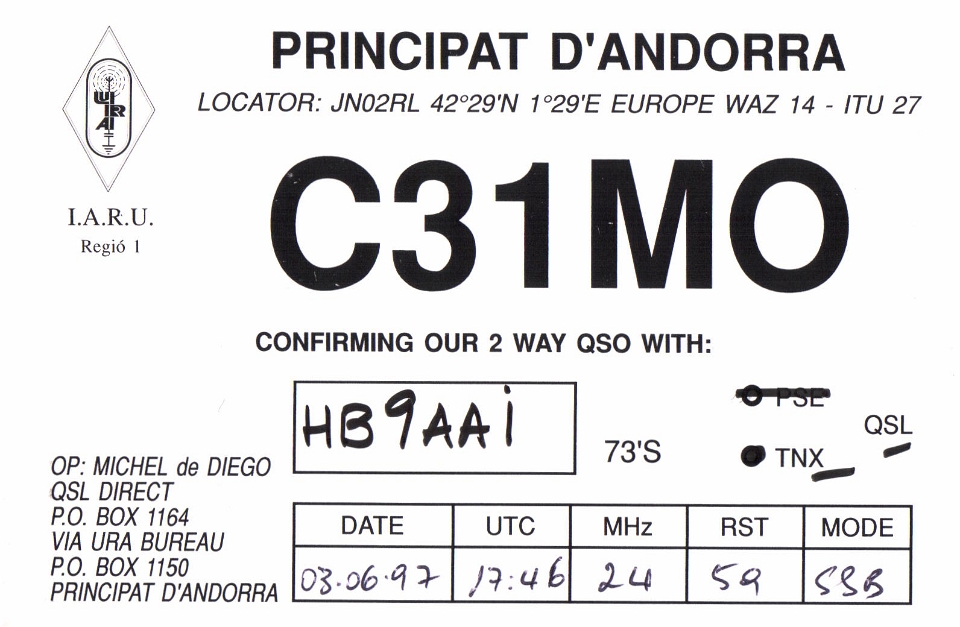 PRINCIPAT D'ANDORRA
LOCATOR: JN02RL 42°29'N 1°29'E EUROPE WAZ 14 - ITU 27
URA
I.A.R.U.
Regió 1
C31MO
CONFIRMING OUR 2 WAY QSO WITH:
HB9AAi
73'S
PSE
TNX
QSL
OP: MICHEL de DIEGO
QSL DIRECT
P.O. BOX 1164
VIA URA BUREAU
P.O. BOX 1150
PRINCIPAT D'ANDORRA
DATE UTC MHz RST MODE
03.06.97 17:46 24 59 SSB